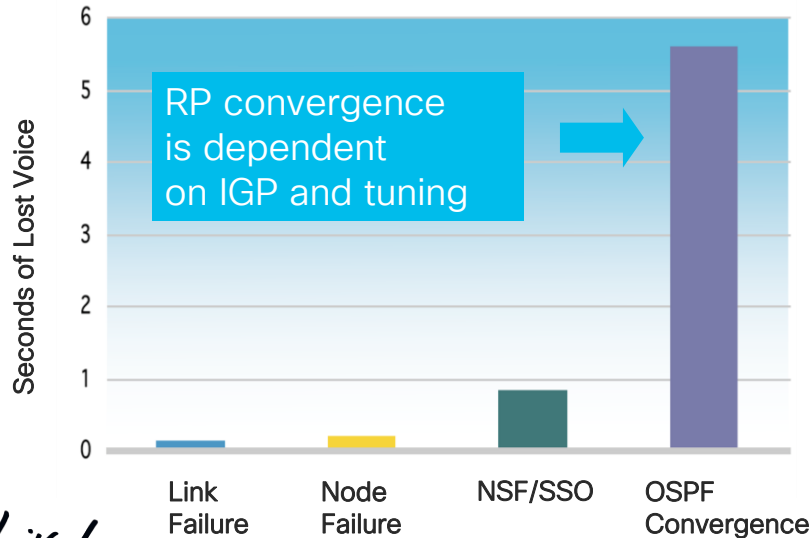 6
5
4
3
2
1
0
Seconds of Lost Voice
RP convergence
is dependent
on IGP and tuning
Link
Failure
Node
Failure
NSF/SSO
OSPF
Convergence